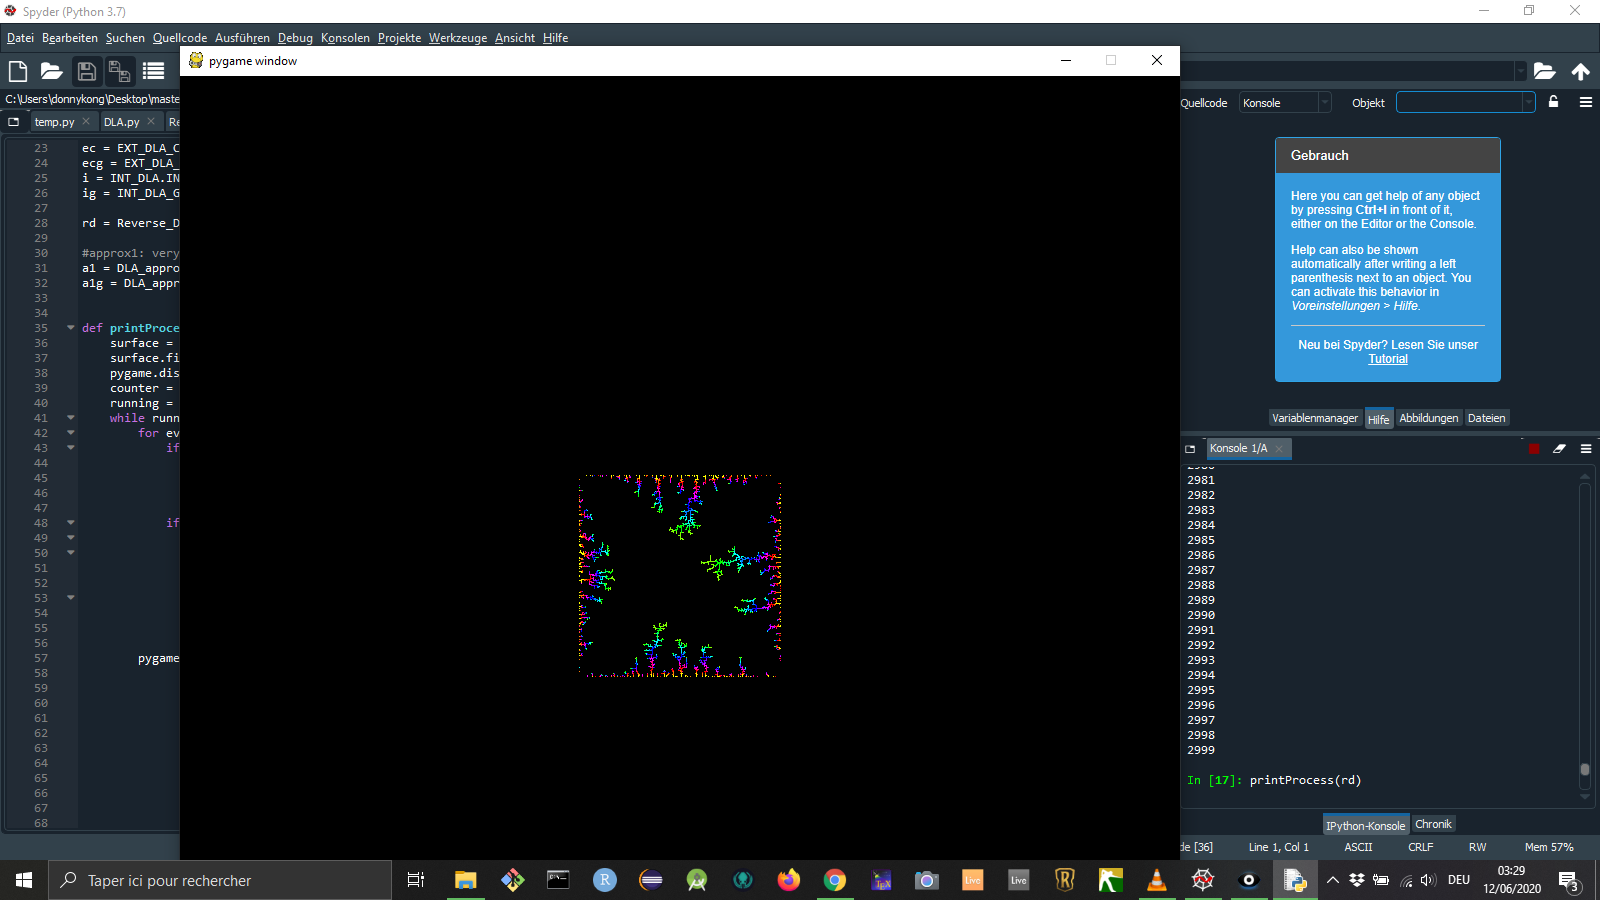 Spyder (Python 3.7)
Datei Bearbeiten Suchen Quellcode Ausführen Debug Konsolen Projekte Werkzeuge Ansicht Hilfe
pygame window
C:\Users\donnykong\Desktop\maste
Quellcode Konsole Objekt
temp.py DLA.py Re
23 ec = EXT_DLA_C
24 ecg = EXT_DLA_
25 i = INT_DLA.IN
26 ig = INT_DLA_G
27
28 rd = Reverse_D
29
30 #approx1: very
31 a1 = DLA_appro
32 a1g = DLA_appr
33
34
35 def printProce
36 surface =
37 surface.fi
38 pygame.dis
39 counter =
40 running =
41 while runn
42 for ev
43 if
44
45
46
47
48 if
49
50
51
52
53
54
55
56
57 pygame
58
59
60
61
62
63
64
65
66
67
68
Gebrauch
Here you can get help of any object
by pressing Ctrl+I in front of it,
either on the Editor or the Console.
Help can also be shown
automatically after writing a left
parenthesis next to an object. You
can activate this behavior in
Voreinstellungen > Hilfe.
Neu bei Spyder? Lesen Sie unser
Tutorial
Variablenmanager Hilfe Abbildungen Dateien
Konsole 1/A
2980
2981
2982
2983
2984
2985
2986
2987
2988
2989
2990
2991
2992
2993
2994
2995
2996
2997
2998
2999
In [17]: printProcess(rd)
IPython-Konsole Chronik
de [36] Line 1, Col 1 ASCII CRLF RW Mem 57%
Taper ici pour rechercher
Live
Live
DEU
03:29
12/06/2020
3